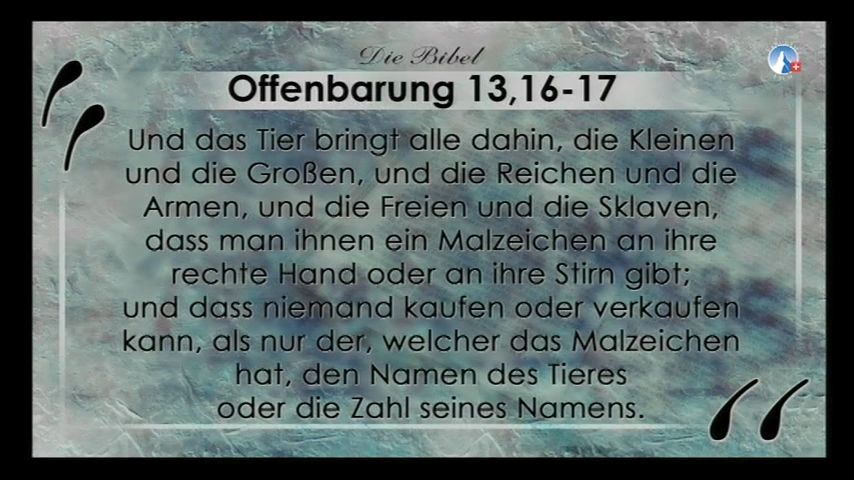 Die Bibel
Offenbarung 13,16-17
Und das Tier bringt alle dahin, die Kleinen
und die Großen, und die Reichen und die
Armen, und die Freien und die Sklaven,
dass man ihnen ein Malzeichen an ihre
rechte Hand oder an ihre Stirn gibt;
und dass niemand kaufen oder verkaufen
kann, als nur der, welcher das Malzeichen
hat, den Namen des Tieres
oder die Zahl seines Namens.